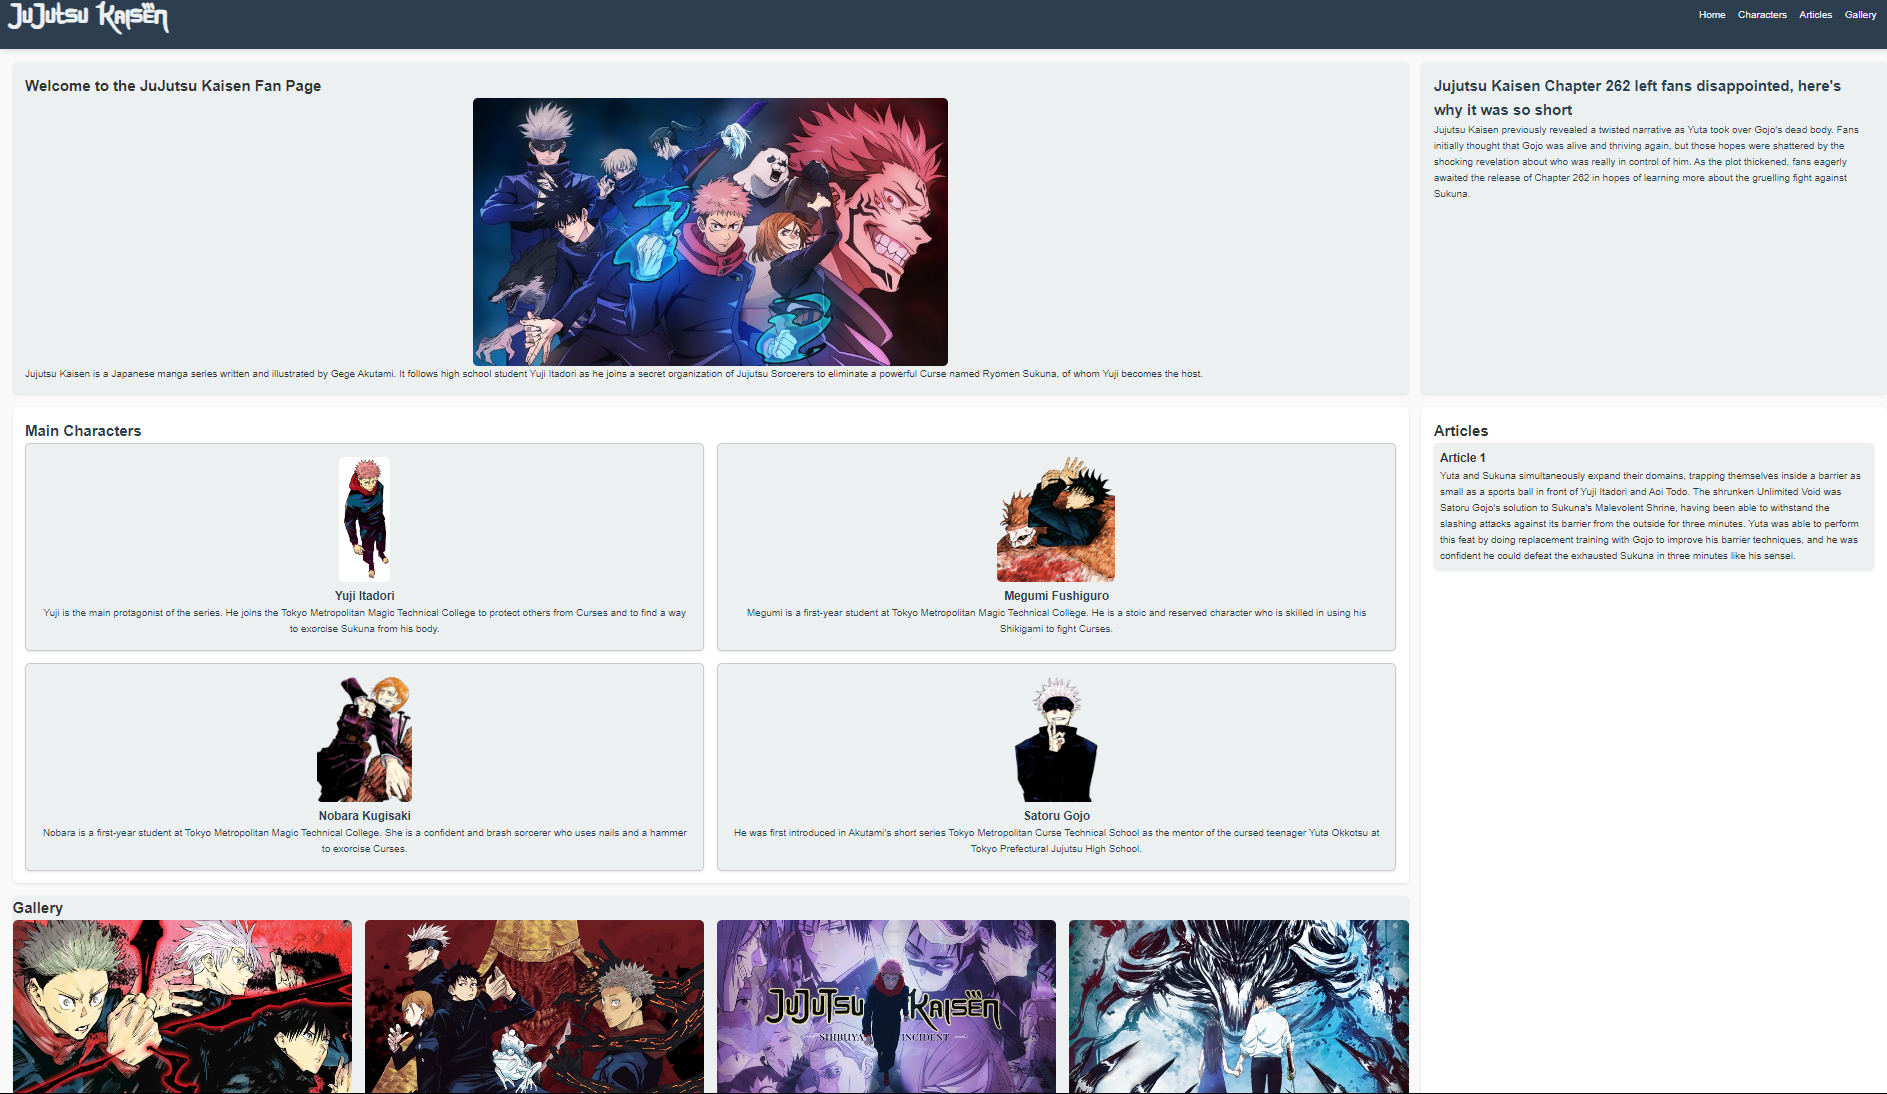 JuJutsu Kaisen
Home Characters Articles Gallery
Welcome to the JuJutsu Kaisen Fan Page
Jujutsu Kaisen is a Japanese manga series written and illustrated by Gege Akutami. It follows high school student Yuji Itadori as he joins a secret organization of Jujutsu Sorcerers to eliminate a powerful Curse named Ryomen Sukuna, of whom Yuji becomes the host.
Jujutsu Kaisen Chapter 262 left fans disappointed, here's
why it was so short
Jujutsu Kaisen previously revealed a twisted narrative as Yuta took over Gojo's dead body. Fans
initially thought that Gojo was alive and thriving again, but those hopes were shattered by the
shocking revelation about who was really in control of him. As the plot thickened, fans eagerly
awaited the release of Chapter 262 in hopes of learning more about the gruelling fight against
Sukuna.
Main Characters
Yuji Itadori
Yuji is the main protagonist of the series. He joins the Tokyo Metropolitan Magic Technical College to protect others from Curses and to find a way
to exorcise Sukuna from his body.
Megumi Fushiguro
Megumi is a first-year student at Tokyo Metropolitan Magic Technical College. He is a stoic and reserved character who is skilled in using his
Shikigami to fight Curses.
Nobara Kugisaki
Nobara is a first-year student at Tokyo Metropolitan Magic Technical College. She is a confident and brash sorcerer who uses nails and a hammer
to exorcise Curses.
Satoru Gojo
He was first introduced in Akutami's short series Tokyo Metropolitan Curse Technical School as the mentor of the cursed teenager Yuta Okkotsu at
Tokyo Prefectural Jujutsu High School.
Articles
Article 1
Yuta and Sukuna simultaneously expand their domains, trapping themselves inside a barrier as
small as a sports ball in front of Yuji Itadori and Aoi Todo. The shrunken Unlimited Void was
Satoru Gojo's solution to Sukuna's Malevolent Shrine, having been able to withstand the
slashing attacks against its barrier from the outside for three minutes. Yuta was able to perform
this feat by doing replacement training with Gojo to improve his barrier techniques, and he was
confident he could defeat the exhausted Sukuna in three minutes like his sensei.
Gallery
JuJutsu Kaisen
SHIBUYA INCIDENT